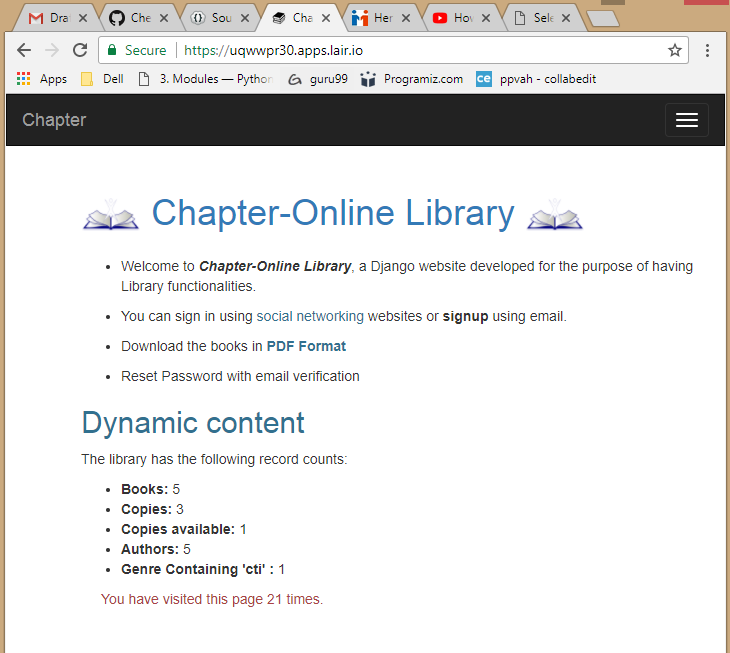 Dra Che Sou Cha Her Hov Sele
Secure https://uqwwpr30.apps.lair.io
Apps Dell 3. Modules — Python guru99 Programiz.com ce ppvah - collabedit
Chapter
Chapter-Online Library
Welcome to Chapter-Online Library, a Django website developed for the purpose of having
Library functionalities.
You can sign in using social networking websites or signup using email.
Download the books in PDF Format
Reset Password with email verification
Dynamic content
The library has the following record counts:
Books: 5
Copies: 3
Copies available: 1
Authors: 5
Genre Containing 'cti' : 1
You have visited this page 21 times.